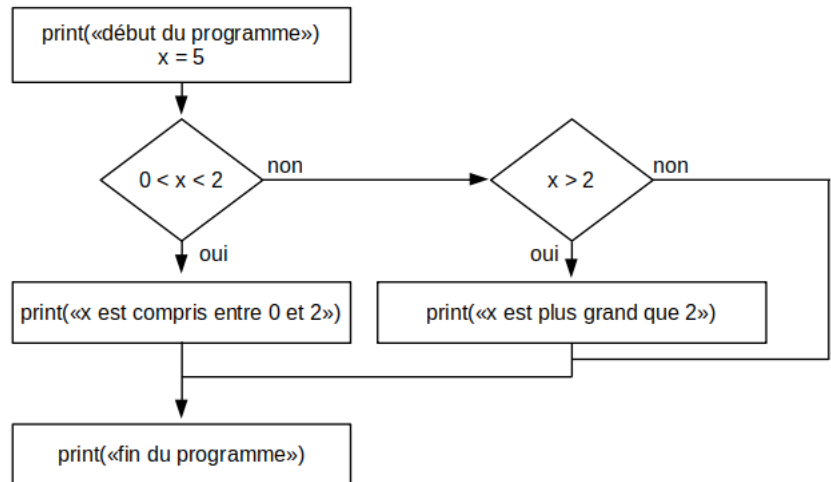 print(«début du programme»)
x = 5
0 < x < 2
non
x > 2
non
oui
oui
print(«x est compris entre 0 et 2»)
print(«x est plus grand que 2»)
print(«fin du programme»)